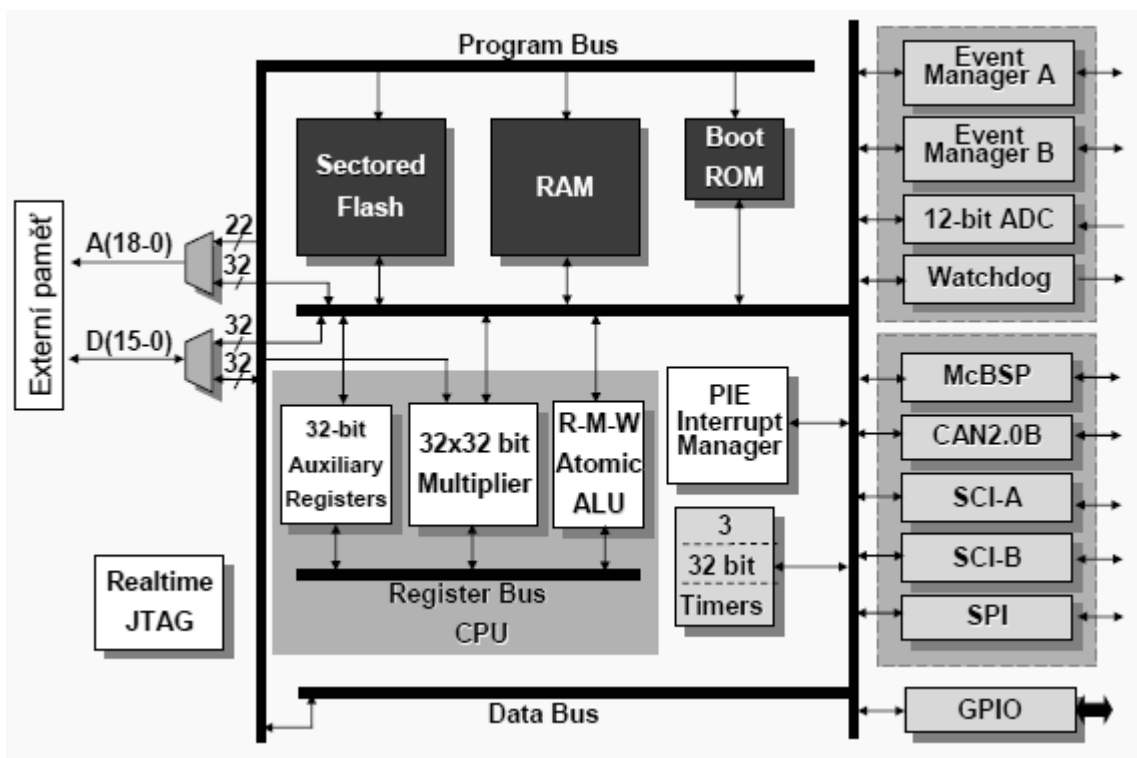 Program Bus
Sectored
Flash
RAM
Boot
ROM
Externí paměť
A(18-0)
22
32
D(15-0)
32
32
32-bit
Auxiliary
Registers
32x32 bit
Multiplier
R-M-W
Atomic
ALU
Register Bus
CPU
PIE
Interrupt
Manager
3
32 bit
Timers
Realtime
JTAG
Data Bus
Event
Manager A
Event
Manager B
12-bit ADC
Watchdog
McBSP
CAN2.0B
SCI-A
SCI-B
SPI
GPIO